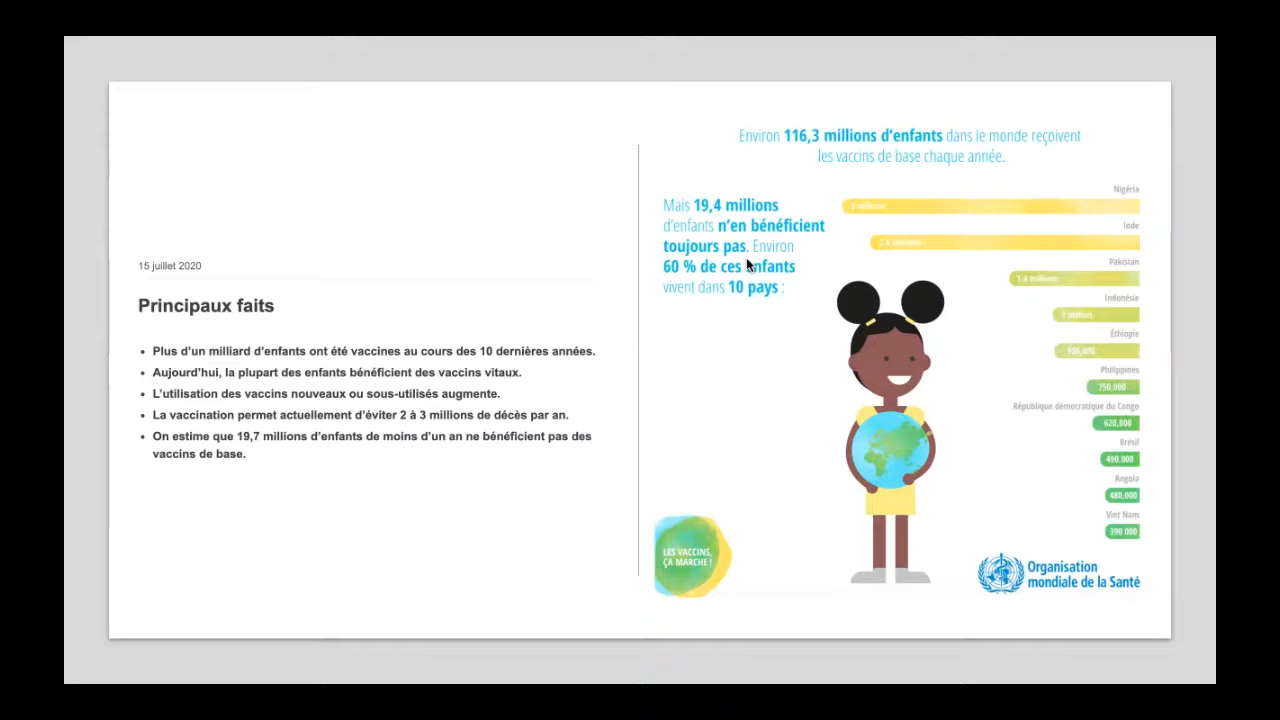 15 juillet 2020
Principaux faits
• Plus d'un milliard d'enfants ont été vaccines au cours des 10 dernières années.
• Aujourd'hui, la plupart des enfants bénéficient des vaccins vitaux.
• L'utilisation des vaccins nouveaux ou sous-utilisés augmente.
• La vaccination permet actuellement d'éviter 2 à 3 millions de décès par an.
• On estime que 19,7 millions d'enfants de moins d'un an ne bénéficient pas des
vaccins de base.
Environ 116,3 millions d'enfants dans le monde reçoivent
les vaccins de base chaque année.
Mais 19,4 millions
d'enfants n'en bénéficient
toujours pas. Environ
60 % de ces enfants
vivent dans 10 pays :
Nigéria
millions
Inde
millions
Pakistan
1,4 millions
Indonésie
1 million
Éthiopie
Philippines
750,000
République démocratique du Congo
620,000
Brésil
490,000
Angola
480,000
Viet Nam
390 000
LES VACCINS,
ÇA MARCHE !
Organisation
mondiale de la Santé